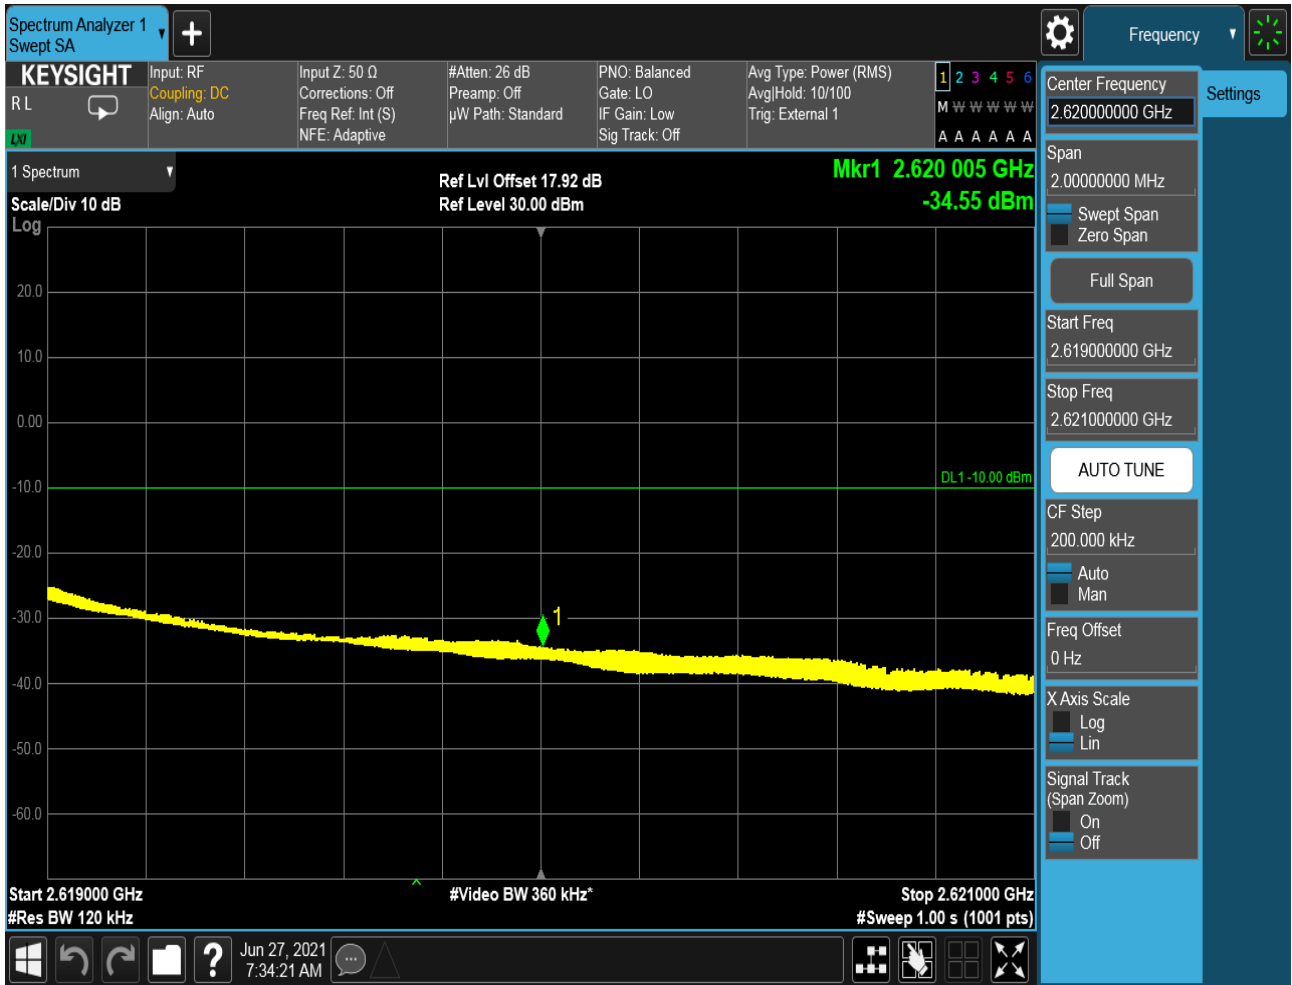 Spectrum Analyzer 1
Swept SA
Frequency
KEYSIGHT
R L
LXI
Input: RF
Coupling: DC
Align: Auto
Input Z: 50 Ω
Corrections: Off
Freq Ref: Int (S)
NFE: Adaptive
#Atten: 26 dB
Preamp: Off
µW Path: Standard
PNO: Balanced
Gate: LO
IF Gain: Low
Sig Track: Off
Avg Type: Power (RMS)
Avg|Hold: 10/100
Trig: External 1
1 2 3 4 5 6
M W W W W W
A A A A A A
1 Spectrum
Scale/Div 10 dB
Log
Ref Lvl Offset 17.92 dB
Ref Level 30.00 dBm
Mkr1 2.620 005 GHz
-34.55 dBm
20.0
10.0
0.00
-10.0
-20.0
-30.0
-40.0
-50.0
-60.0
DL1 -10.00 dBm
1
Start 2.619000 GHz
#Res BW 120 kHz
#Video BW 360 kHz*
Stop 2.621000 GHz
#Sweep 1.00 s (1001 pts)
Jun 27, 2021
7:34:21 AM
Settings
Center Frequency
2.620000000 GHz
Span
2.00000000 MHz
Swept Span
Zero Span
Full Span
Start Freq
2.619000000 GHz
Stop Freq
2.621000000 GHz
AUTO TUNE
CF Step
200.000 kHz
Auto
Man
Freq Offset
0 Hz
X Axis Scale
Log
Lin
Signal Track
(Span Zoom)
On
Off